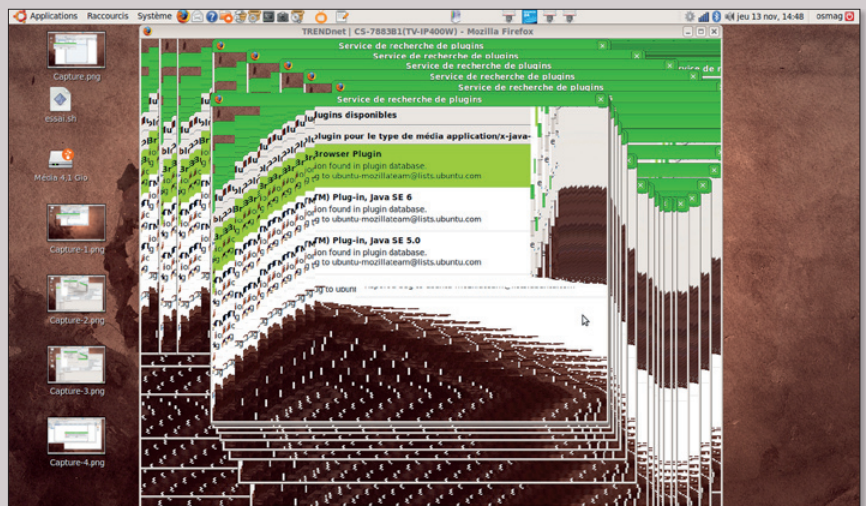 Applications Raccourcis Système
jeu 13 nov, 14:48 osmag
TRENDnet | CS-7883B1(TV-IP400W) - Mozilla Firefox
Service de recherche de plugins
Service de recherche de plugins
Service de recherche de plugins
Service de recherche de plugins
Service de recherche de plugins
Service de recherche de plugins
lugins disponibles
plugin pour le type de média application/x-java-
Browser Plugin
ion found in plugin database.
g to ubuntu-mozillateam@lists.ubuntu.com
TM) Plug-in, Java SE 6
ion found in plugin database.
g to ubuntu-mozillateam@lists.ubuntu.com
TM) Plug-in, Java SE 5.0
ion found in plugin database.
g to ubuntu-mozillateam@lists.ubuntu.com
Capture.png
essai.sh
Média 4.1 Gio
Capture-1.png
Capture-2.png
Capture-3.png
Capture-4.png